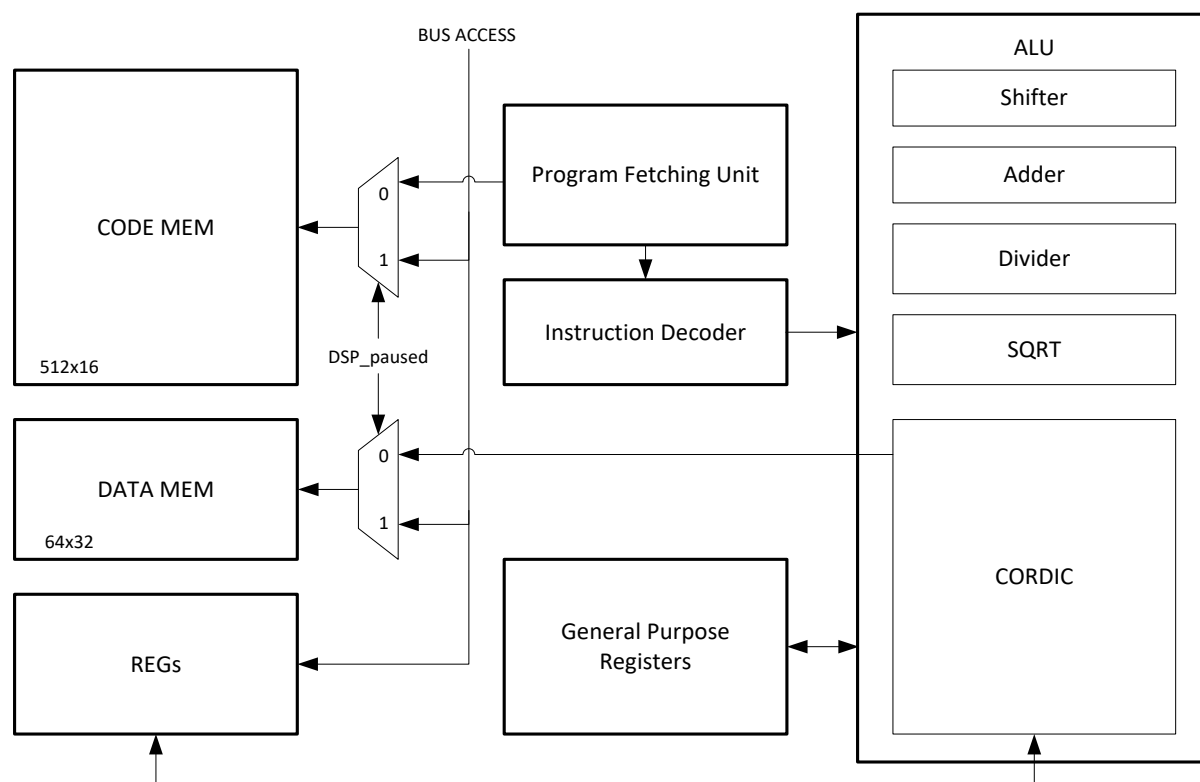 BUS ACCESS
ALU
Shifter
Adder
Divider
SQRT
CORDIC
Program Fetching Unit
Instruction Decoder
General Purpose
Registers
CODE MEM
512x16
0
1
DSP_paused
DATA MEM
64x32
0
1
REGs